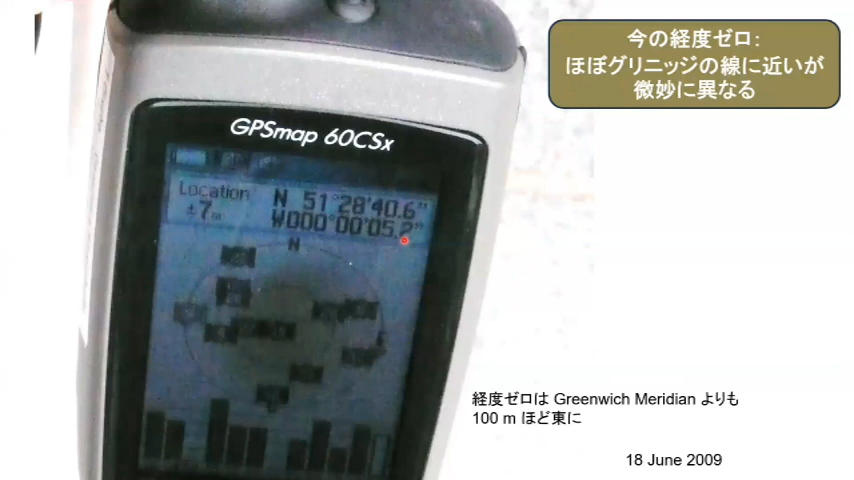 今の経度ゼロ:
ほぼグリニッジの線に近いが
微妙に異なる
GPSmap 60CSx
Location
±7m
N 51°28'40.6"
W000°00'05.2"
N
経度ゼロは Greenwich Meridian よりも
100 m ほど東に
18 June 2009